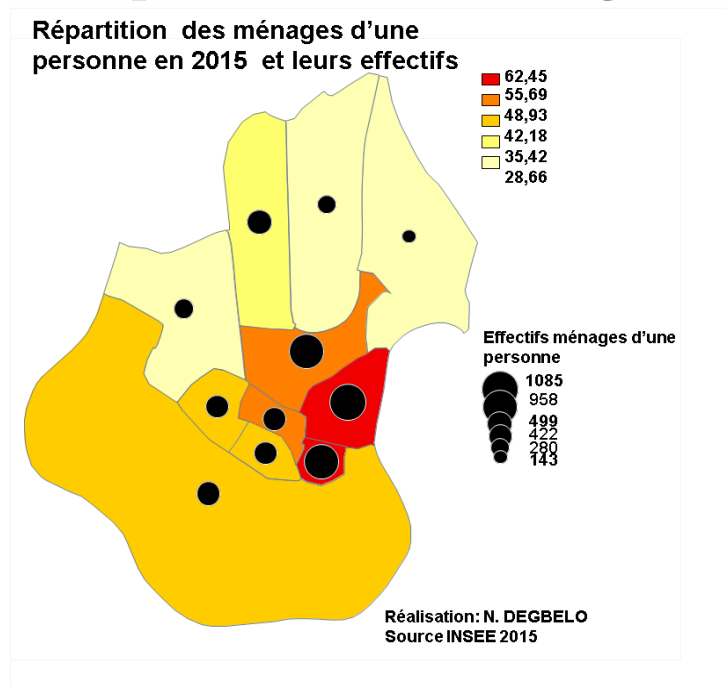 Répartition des ménages d’une
personne en 2015 et leurs effectifs
62,45
55,69
48,93
42,18
35,42
28,66
Effectifs ménages d’une
personne
1085
958
499
422
280
143
Réalisation: N. DEGBELO
Source INSEE 2015